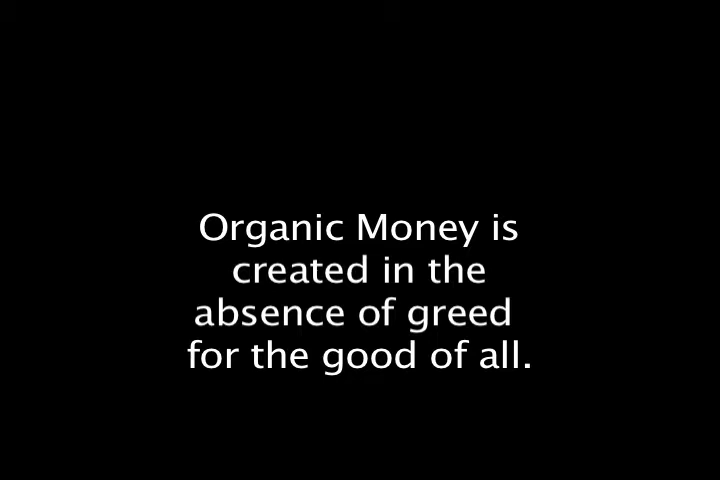 Organic Money is
created in the
absence of greed
for the good of all.